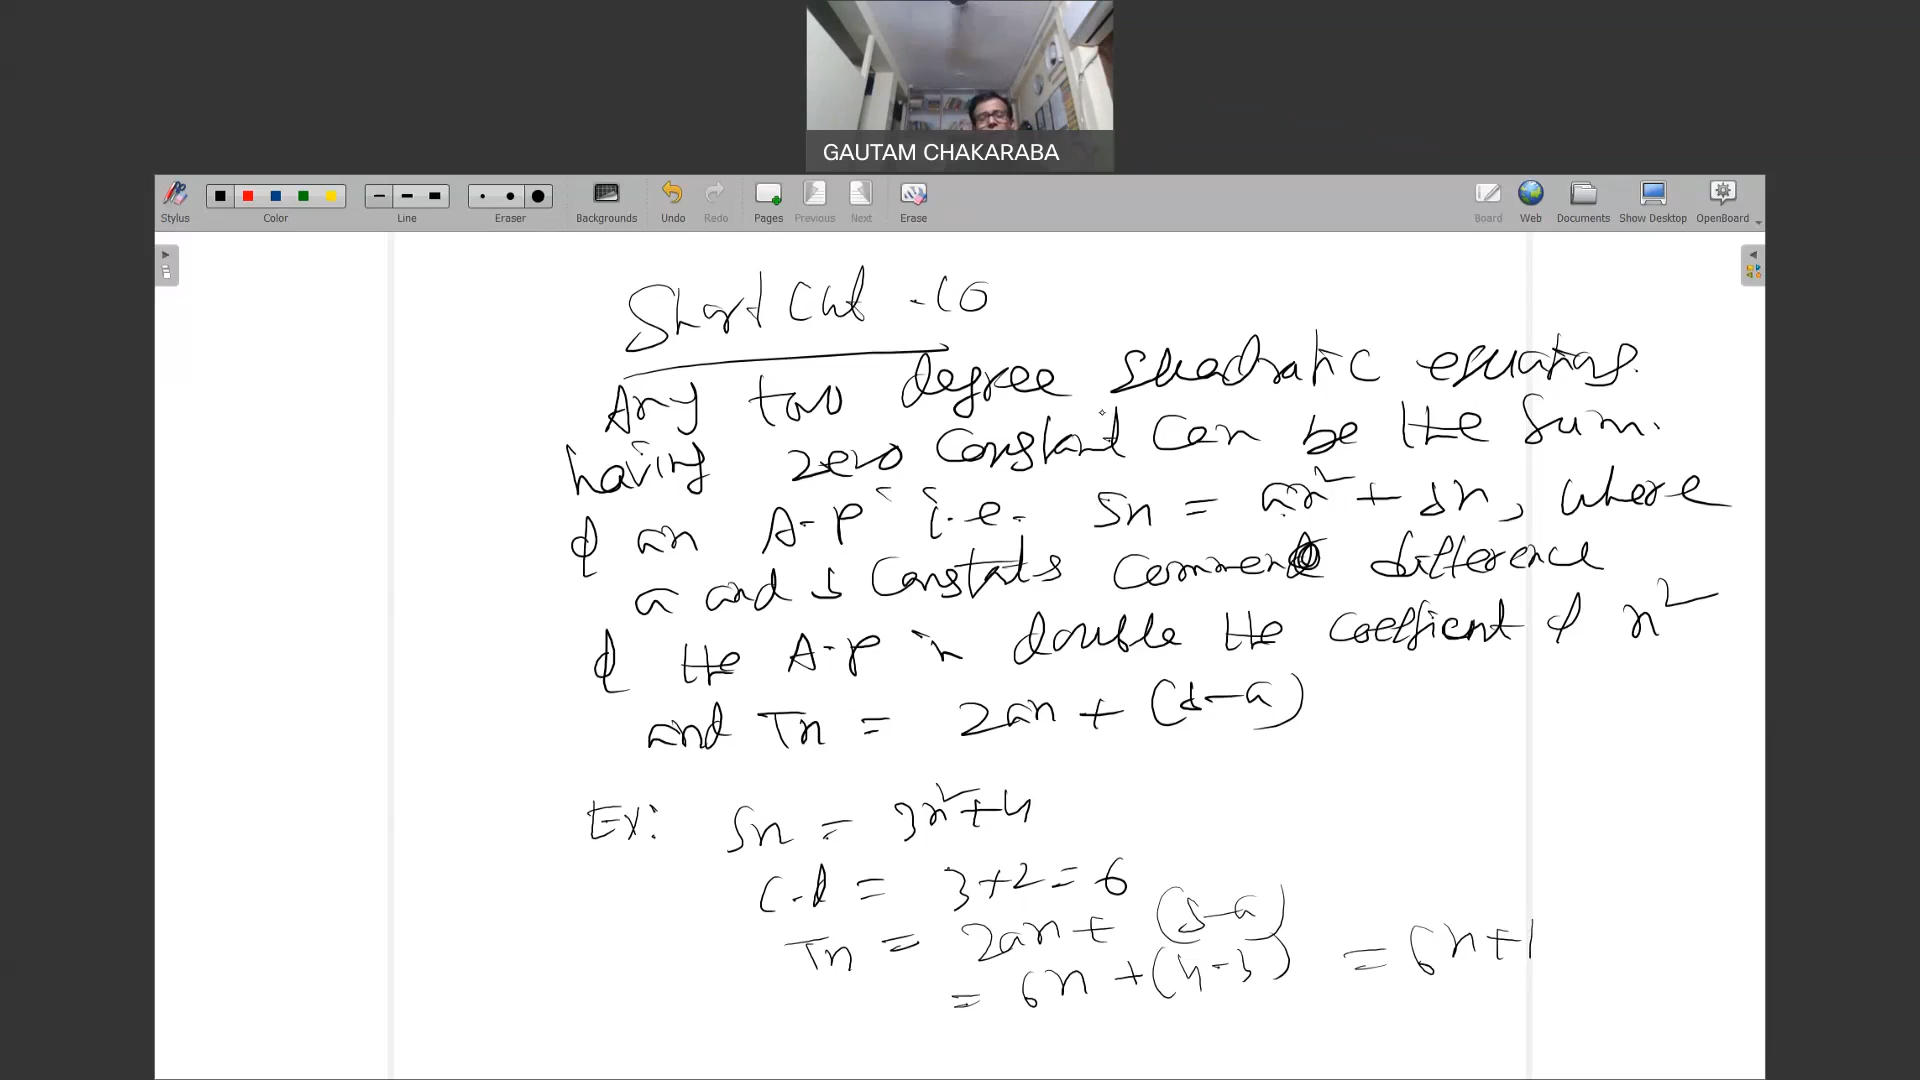 GAUTAM CHAKARABA
Stylus Color Line Eraser Backgrounds Undo Redo Pages Previous Next Erase Board Web Documents Show Desktop OpenBoard
Short Cut - 10
Any two degree quadratic equations
having zero constant can be the sum
of an A.P i.e. Sn = an² + bn, where
a and b constants common difference
of the A.P is double the coefficient of n²
and Tn = 2an + (b-a)
Ex: Sn = 3n²+4
C.d = 3+2 = 6
Tn = 2an + (b-a)
= 6n + (4-3) = 6n+1